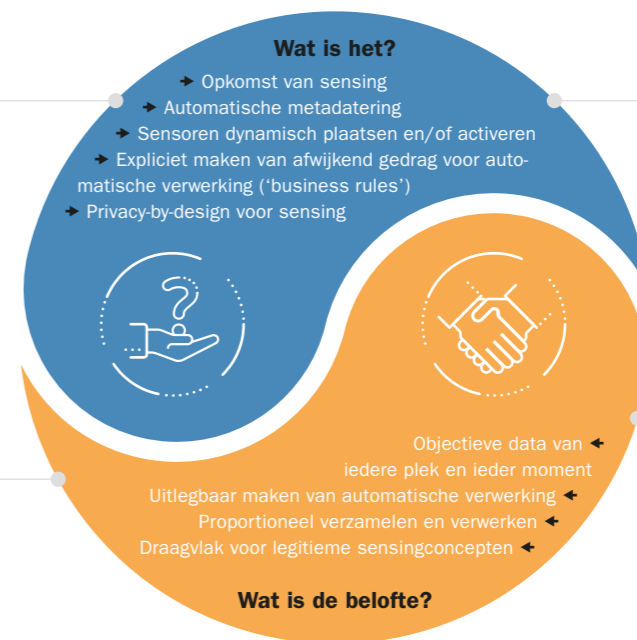 Wat is het?
→ Opkomst van sensing
→ Automatische metadatering
→ Sensoren dynamisch plaatsen en/of activeren
→ Expliciet maken van afwijkend gedrag voor auto-
matische verwerking (‘business rules’)
→ Privacy-by-design voor sensing
?
Objectieve data van ←
iedere plek en ieder moment
Uitlegbaar maken van automatische verwerking ←
Proportioneel verzamelen en verwerken ←
Draagvlak voor legitieme sensingconcepten ←
Wat is de belofte?